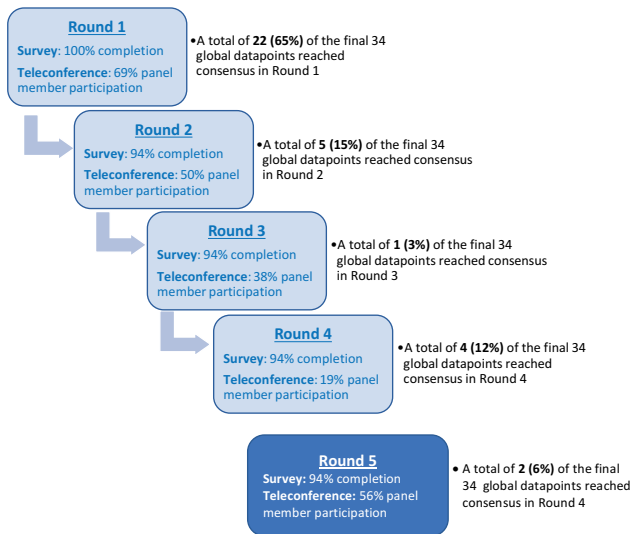 Round 1
Survey: 100% completion
Teleconference: 69% panel
member participation
•A total of 22 (65%) of the final 34
global datapoints reached
consensus in Round 1
Round 2
Survey: 94% completion
Teleconference: 50% panel
member participation
•A total of 5 (15%) of the final 34
global datapoints reached consensus
in Round 2
Round 3
Survey: 94% completion
Teleconference: 38% panel
member participation
•A total of 1 (3%) of the final 34
global datapoints reached consensus
in Round 3
Round 4
Survey: 94% completion
Teleconference: 19% panel
member participation
•A total of 4 (12%) of the final 34
global datapoints reached
consensus in Round 4
Round 5
Survey: 94% completion
Teleconference: 56% panel
member participation
• A total of 2 (6%) of the final
34 global datapoints reached
consensus in Round 4